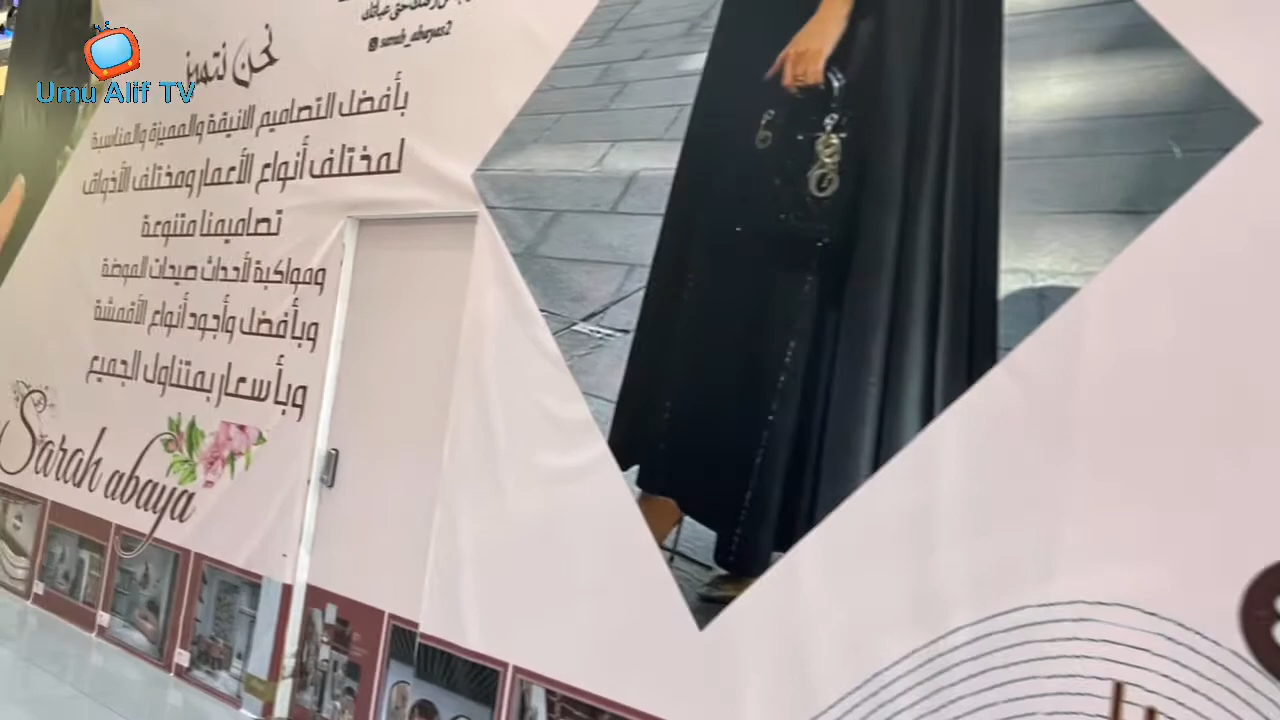 sarah_abayas2
Umu Alif TV
نحن نتميز
بأفضل التصاميم الانيقة والمميزة والمناسبة
لمختلف أنواع الأعمار ومختلف الأذواق
تصاميمنا متنوعة
ومواكبة لأحداث صيحات الموضة
وبأفضل وأجود أنواع الأقمشة
وبأسعار بمتناول الجميع
Sarah abaya